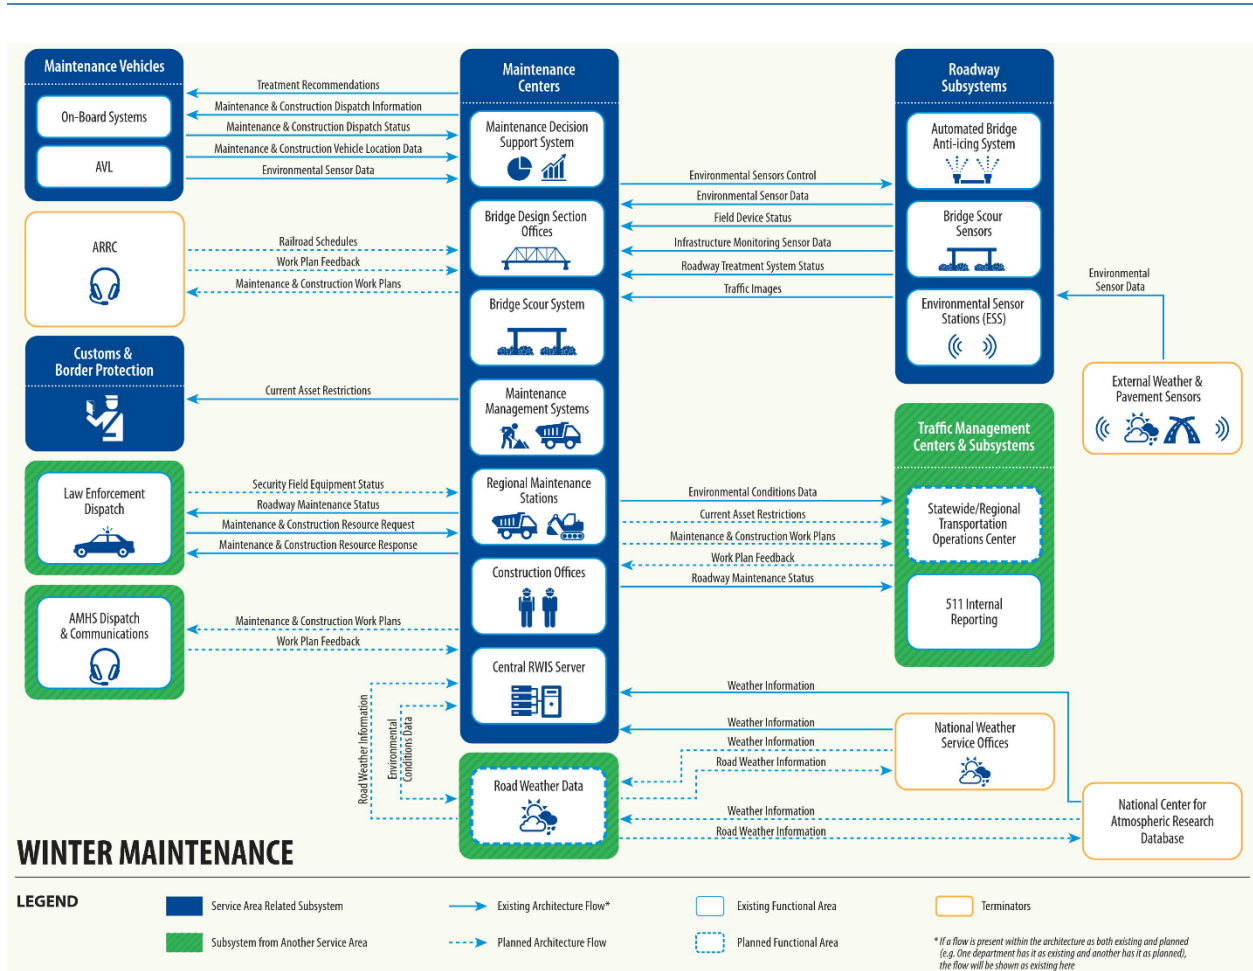 Maintenance Vehicles
On-Board Systems
AVL
Treatment Recommendations
Maintenance & Construction Dispatch Information
Maintenance & Construction Dispatch Status
Maintenance & Construction Vehicle Location Data
Environmental Sensor Data
ARRC
Railroad Schedules
Work Plan Feedback
Maintenance & Construction Work Plans
Customs &
Border Protection
Current Asset Restrictions
Law Enforcement
Dispatch
Security Field Equipment Status
Roadway Maintenance Status
Maintenance & Construction Resource Request
Maintenance & Construction Resource Response
AMHS Dispatch
& Communications
Maintenance & Construction Work Plans
Work Plan Feedback
Road Weather Information
Environmental
Conditions Data
Maintenance
Centers
Maintenance Decision
Support System
Bridge Design Section
Offices
Bridge Scour System
Maintenance
Management Systems
Regional Maintenance
Stations
Construction Offices
Central RWIS Server
Road Weather Data
Environmental Sensors Control
Environmental Sensor Data
Field Device Status
Infrastructure Monitoring Sensor Data
Roadway Treatment System Status
Traffic Images
Roadway
Subsystems
Automated Bridge
Anti-icing System
Bridge Scour
Sensors
Environmental Sensor
Stations (ESS)
Environmental
Sensor Data
External Weather &
Pavement Sensors
Environmental Conditions Data
Current Asset Restrictions
Maintenance & Construction Work Plans
Work Plan Feedback
Roadway Maintenance Status
Traffic Management
Centers & Subsystems
Statewide/Regional
Transportation
Operations Center
511 Internal
Reporting
Weather Information
Weather Information
Weather Information
Road Weather Information
National Weather
Service Offices
Weather Information
Road Weather Information
National Center for
Atmospheric Research
Database
WINTER MAINTENANCE
LEGEND
Service Area Related Subsystem
Existing Architecture Flow*
Existing Functional Area
Terminators
Subsystem from Another Service Area
Planned Architecture Flow
Planned Functional Area
* If a flow is present within the architecture as both existing and planned
(e.g. One department has it as existing and another has it as planned),
the flow will be shown as existing here